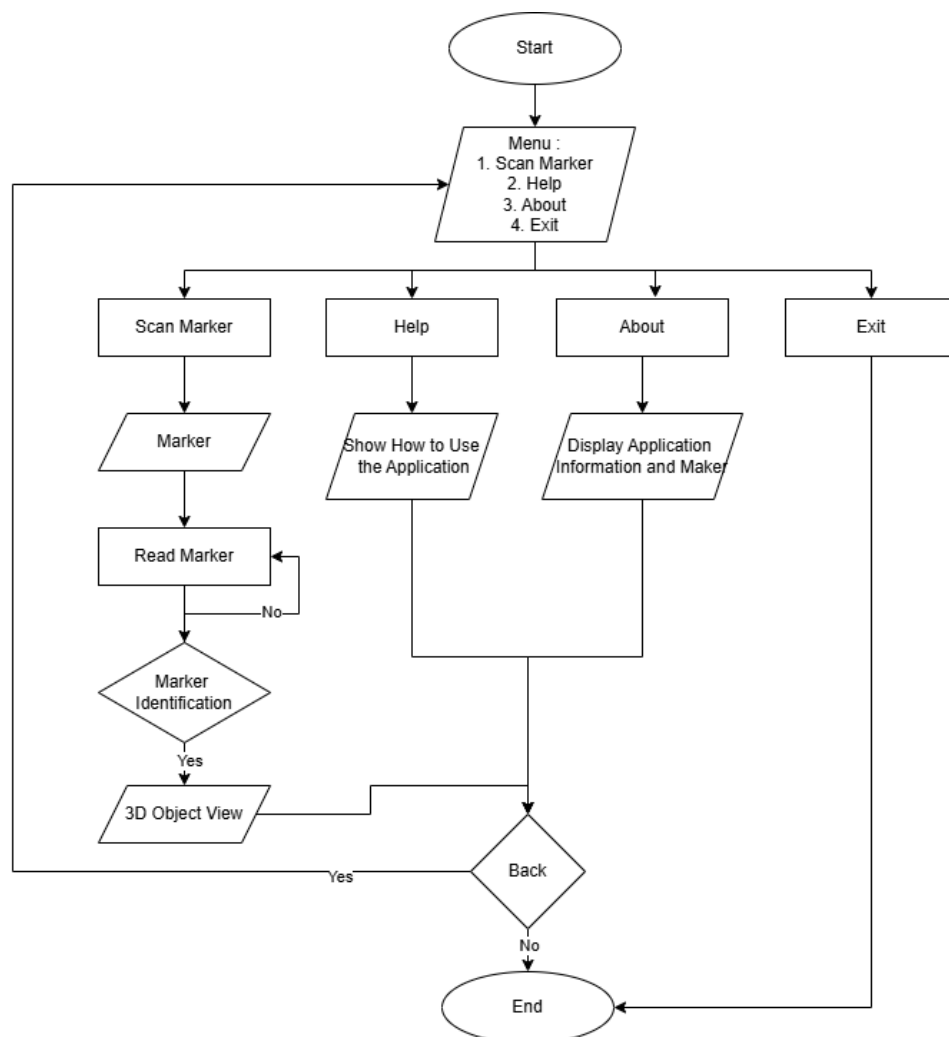 Start
Menu :
1. Scan Marker
2. Help
3. About
4. Exit
Scan Marker
Help
About
Exit
Marker
Show How to Use
the Application
Display Application
Information and Maker
Read Marker
No
Marker
Identification
Yes
3D Object View
Back
Yes
No
End